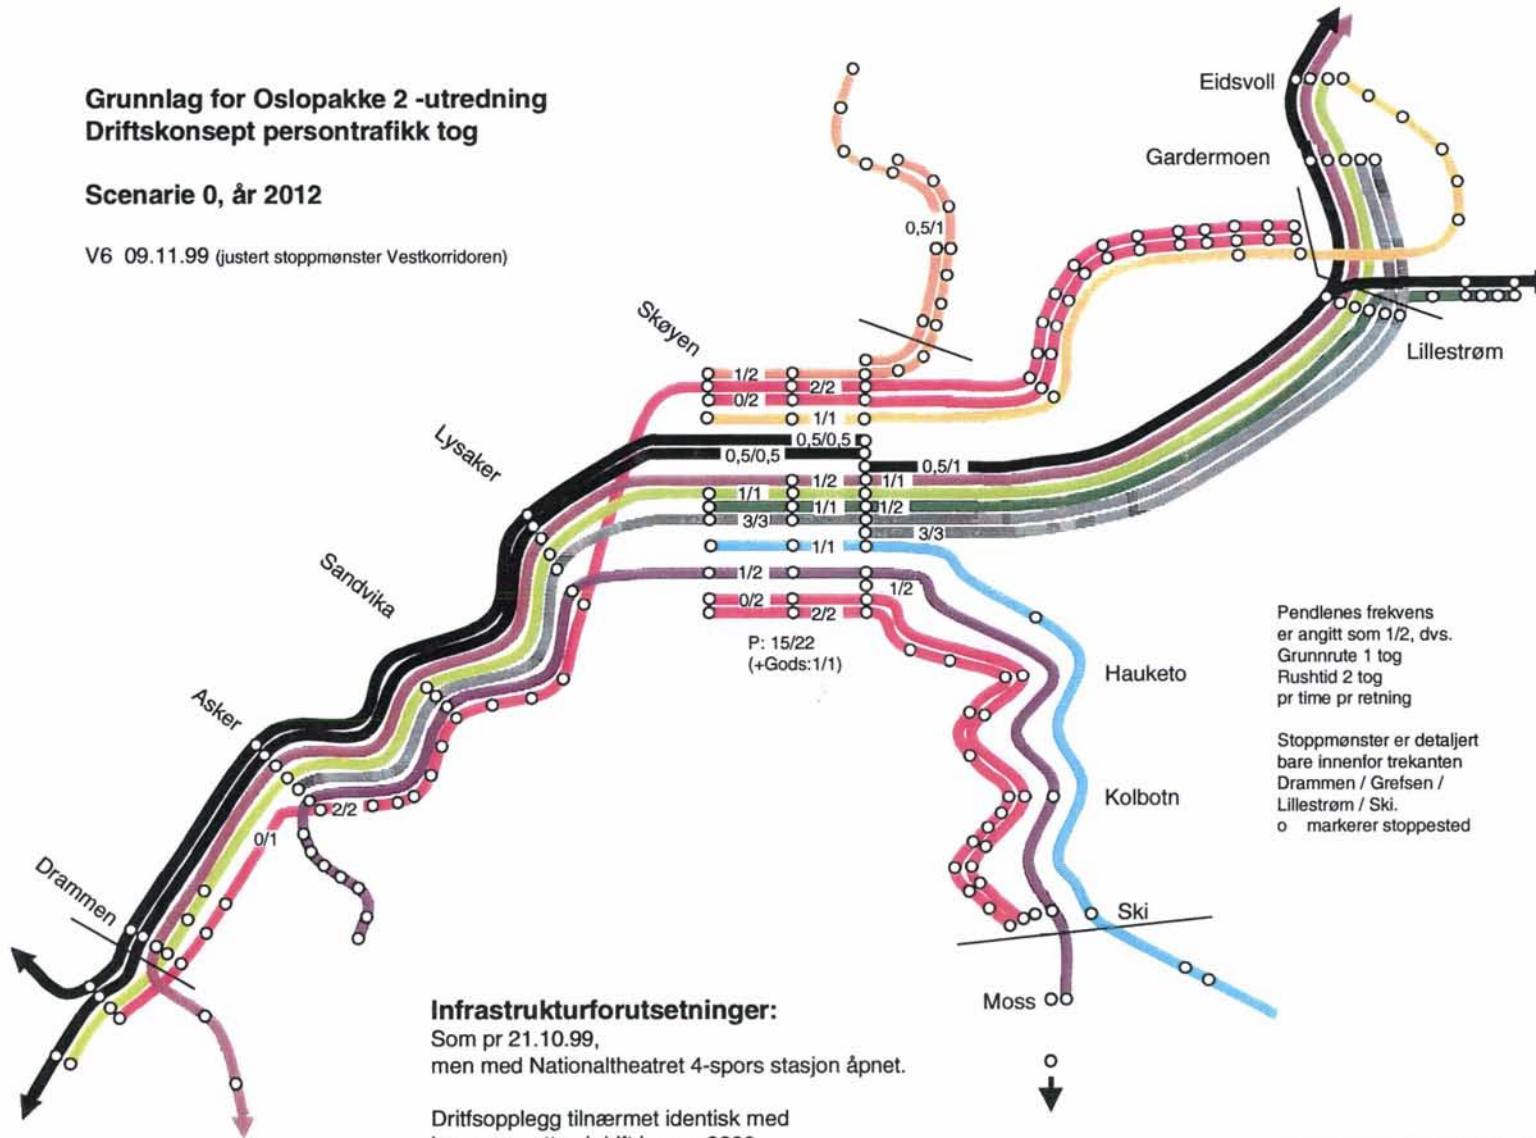 Grunnlag for Oslopakke 2 -utredning
Driftskonsept persontrafikk tog
Scenarie 0, år 2012
V6 09.11.99 (justert stoppmønster Vestkorridoren)
Eidsvoll
Gardermoen
0,5/1
Skøyen
Lillestrøm
1/2
2/2
0/2
1/1
Lysaker
0,5/0,5
0,5/0,5
0,5/1
1/2
1/1
1/1
1/1
1/2
3/3
3/3
1/1
Sandvika
1/2
1/2
0/2
2/2
P: 15/22
(+Gods:1/1)
Pendlenes frekvens
er angitt som 1/2, dvs.
Grunnrute 1 tog
Rushtid 2 tog
pr time pr retning
Hauketo
Asker
Stoppmønster er detaljert
bare innenfor trekanten
Drammen / Grefsen /
Lillestrøm / Ski.
o markerer stoppested
Kolbotn
2/2
0/1
Drammen
Ski
Moss
Infrastrukturforutsetninger:
Som pr 21.10.99,
men med Nationaltheatret 4-spors stasjon åpnet.
Dritfsopplegg tilnærmet identisk med